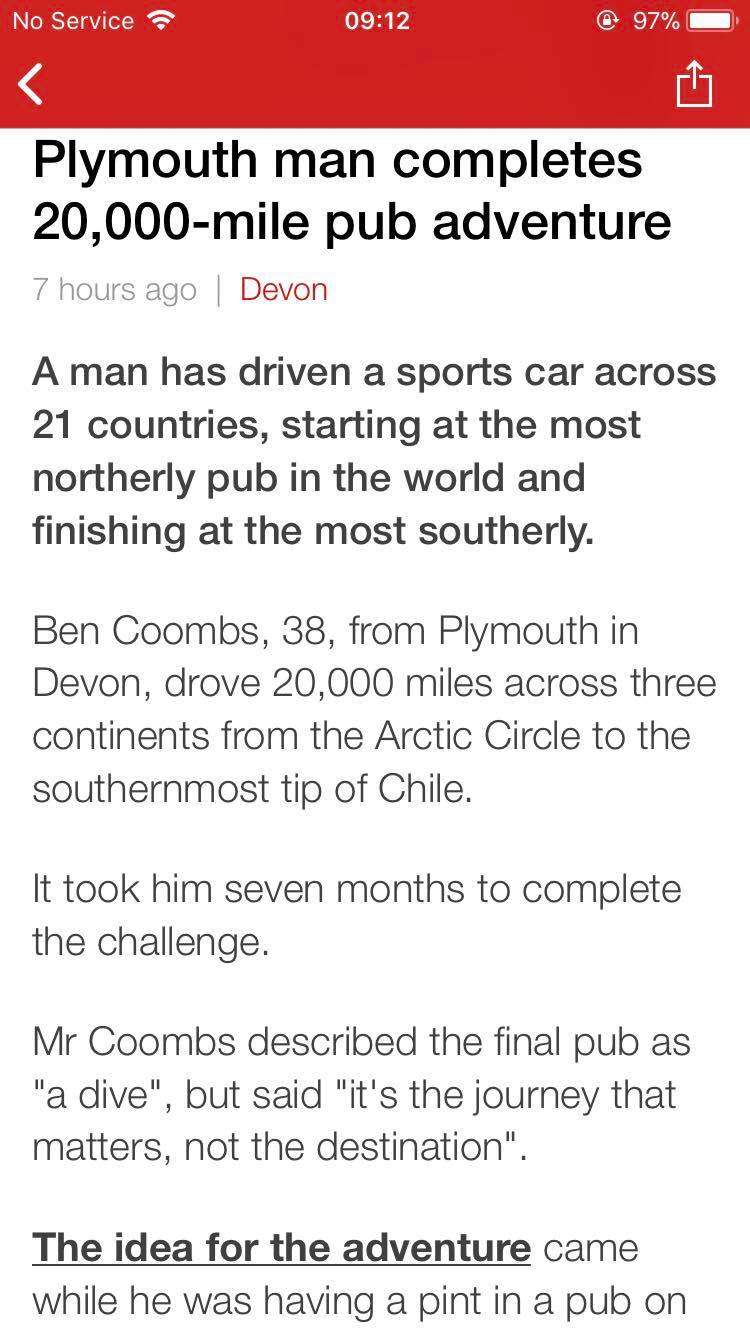 No Service 09:12 97%
Plymouth man completes
20,000-mile pub adventure
7 hours ago | Devon
A man has driven a sports car across
21 countries, starting at the most
northerly pub in the world and
finishing at the most southerly.
Ben Coombs, 38, from Plymouth in
Devon, drove 20,000 miles across three
continents from the Arctic Circle to the
southernmost tip of Chile.
It took him seven months to complete
the challenge.
Mr Coombs described the final pub as
"a dive", but said "it's the journey that
matters, not the destination".
The idea for the adventure came
while he was having a pint in a pub on